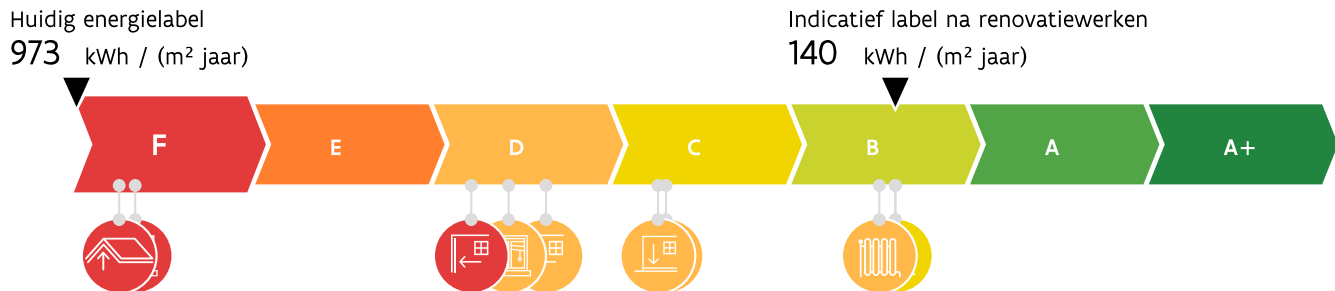 Huidig energielabel
973 kWh / (m² jaar)
Indicatief label na renovatiewerken
140 kWh / (m² jaar)
F E D C B A A+